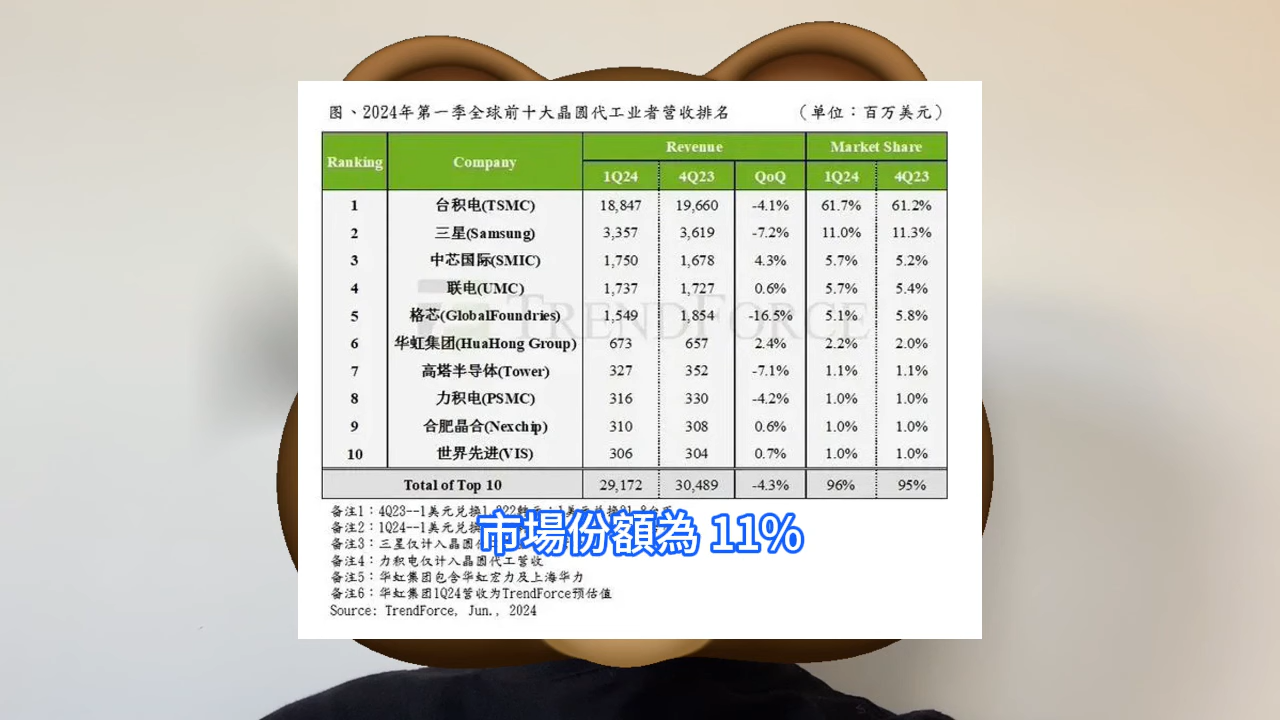 图、2024年第一季全球前十大晶圆代工业者营收排名 （单位：百万美元）
Ranking Company Revenue Market Share
1Q24 4Q23 QoQ 1Q24 4Q23
1 台积电(TSMC) 18,847 19,660 -4.1% 61.7% 61.2%
2 三星(Samsung) 3,357 3,619 -7.2% 11.0% 11.3%
3 中芯国际(SMIC) 1,750 1,678 4.3% 5.7% 5.2%
4 联电(UMC) 1,737 1,727 0.6% 5.7% 5.4%
5 格芯(GlobalFoundries) 1,549 1,854 -16.5% 5.1% 5.8%
6 华虹集团(HuaHong Group) 673 657 2.4% 2.2% 2.0%
7 高塔半导体(Tower) 327 352 -7.1% 1.1% 1.1%
8 力积电(PSMC) 316 330 -4.2% 1.0% 1.0%
9 合肥晶合(Nexchip) 310 308 0.6% 1.0% 1.0%
10 世界先进(VIS) 306 304 0.7% 1.0% 1.0%
Total of Top 10 29,172 30,489 -4.3% 96% 95%
TRENDFORCE
备注1：4Q23--1美元兑换1
备注2：1Q24--1美元兑换
市場份額為 11%
备注3：三星仅计入晶圆
备注4：力积电仅计入晶圆代工营收
备注5：华虹集团包含华虹宏力及上海华力
备注6：华虹集团1Q24营收为TrendForce预估值
Source: TrendForce, Jun., 2024